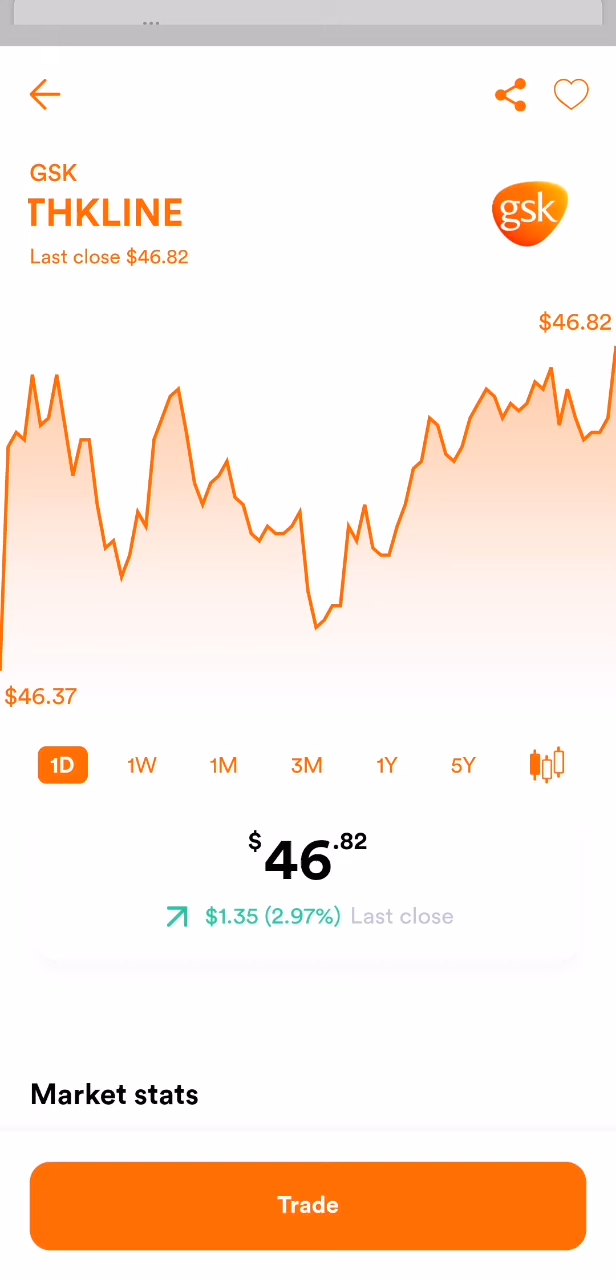 GSK
THKLINE
gsk
Last close $46.82
$46.82
$46.37
1D 1W 1M 3M 1Y 5Y
$46.82
$1.35 (2.97%) Last close
Market stats
Trade